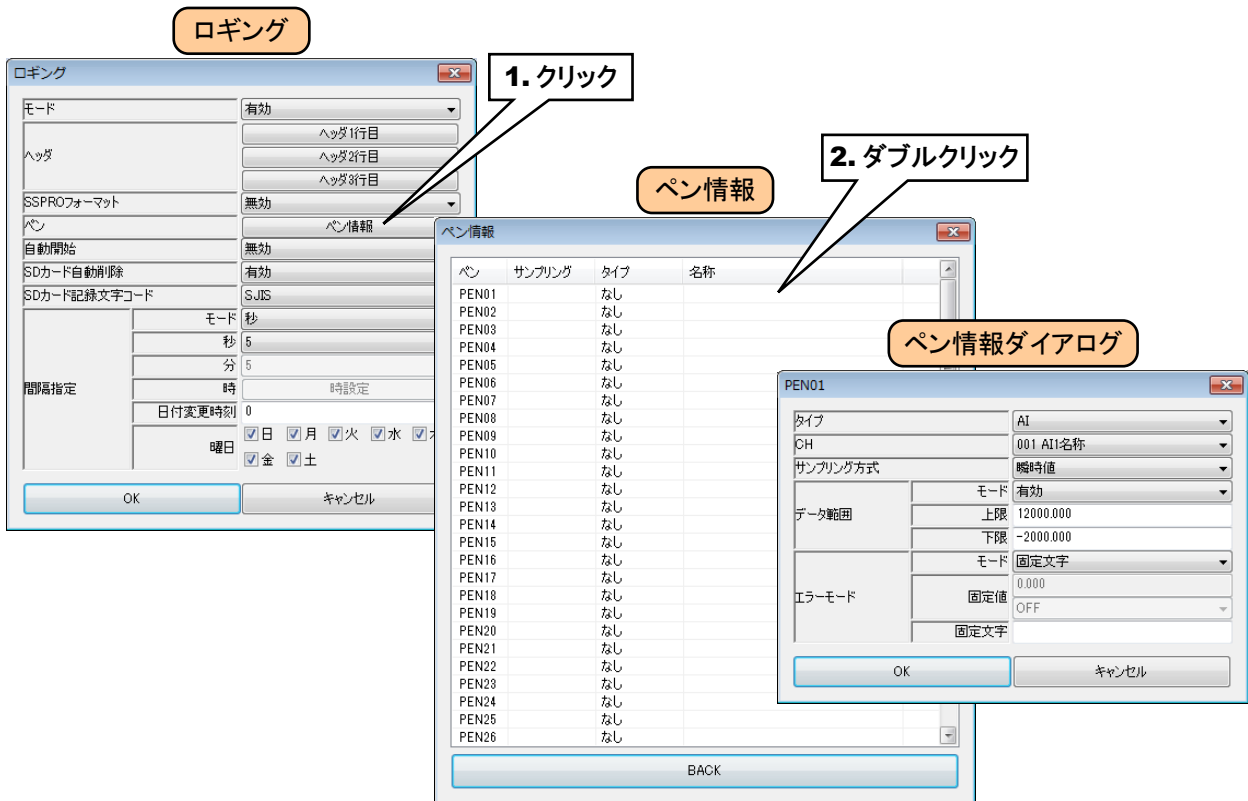 ロギング
1. クリック
ロギング
モード 有効
ヘッダ ヘッダ1行目
ヘッダ2行目
ヘッダ3行目
SSPROフォーマット 無効
ペン ペン情報
自動開始 無効
SDカード自動削除 有効
SDカード記録文字コード SJIS
間隔指定 モード 秒
秒 5
分 5
時 時設定
日付変更時刻 0
曜日 日 月 火 水
金 土
OK キャンセル
2. ダブルクリック
ペン情報
ペン情報
ペン サンプリング タイプ 名称
PEN01 なし
PEN02 なし
PEN03 なし
PEN04 なし
PEN05 なし
PEN06 なし
PEN07 なし
PEN08 なし
PEN09 なし
PEN10 なし
PEN11 なし
PEN12 なし
PEN13 なし
PEN14 なし
PEN15 なし
PEN16 なし
PEN17 なし
PEN18 なし
PEN19 なし
PEN20 なし
PEN21 なし
PEN22 なし
PEN23 なし
PEN24 なし
PEN25 なし
PEN26 なし
BACK
ペン情報ダイアログ
PEN01
タイプ AI
CH 001 AI1名称
サンプリング方式 瞬時値
データ範囲 モード 有効
上限 12000.000
下限 -2000.000
エラーモード モード 固定文字
固定値 0.000
OFF
固定文字
OK キャンセル